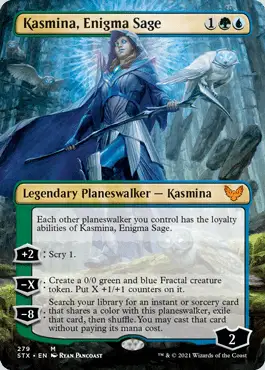 Kasmina, Enigma Sage 1
Legendary Planeswalker — Kasmina
Each other planeswalker you control has the loyalty
abilities of Kasmina, Enigma Sage.
+2 : Scry 1.
-X : Create a 0/0 green and blue Fractal creature
token. Put X +1/+1 counters on it.
Search your library for an instant or sorcery card
-8 : that shares a color with this planeswalker, exile
that card, then shuffle. You may cast that card
without paying its mana cost.
2
279 M
STX • EN RYAN PANCOAST
™ & © 2021 Wizards of the Coast